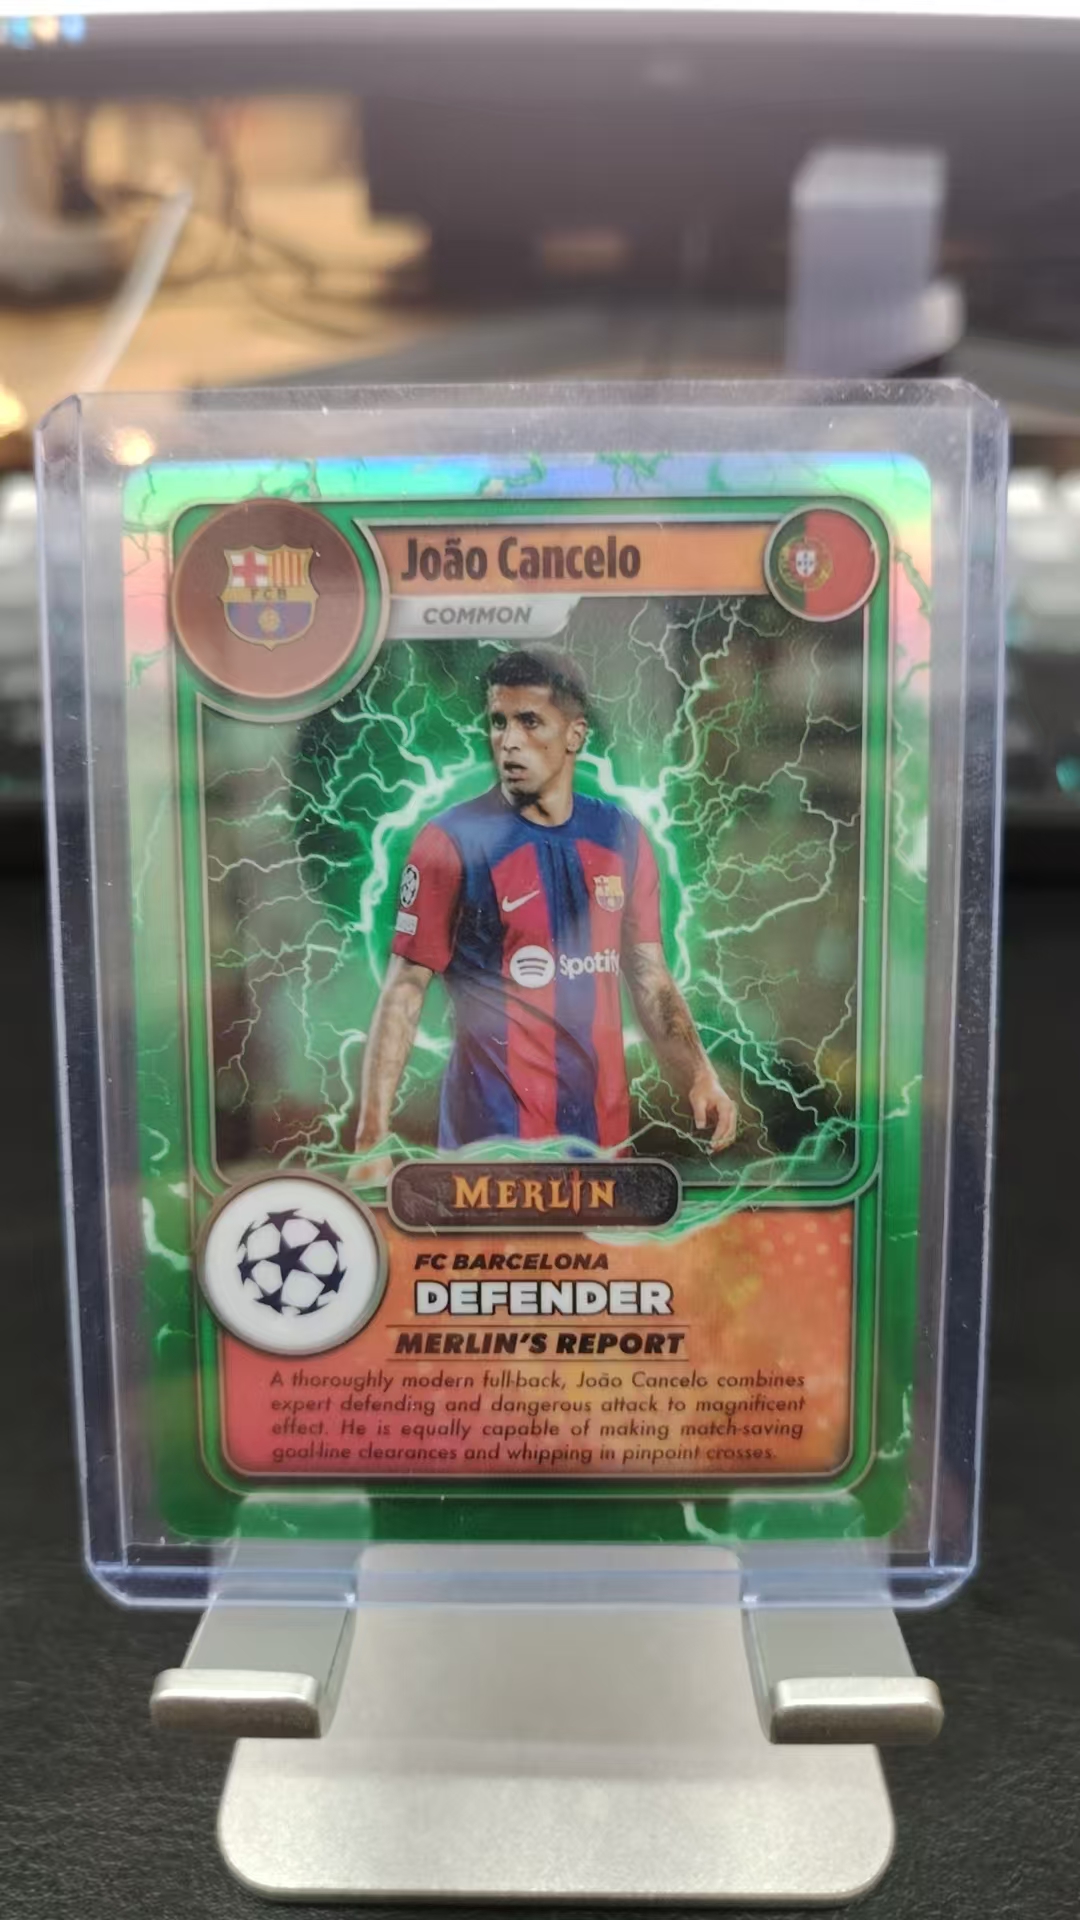 João Cancelo
COMMON
FCB
Spotify
MERLIN
FC BARCELONA
DEFENDER
MERLIN'S REPORT
A thoroughly modern full-back, João Cancelo combines
expert defending and dangerous attack to magnificent
effect. He is equally capable of making match-saving
goal-line clearances and whipping in pinpoint crosses.